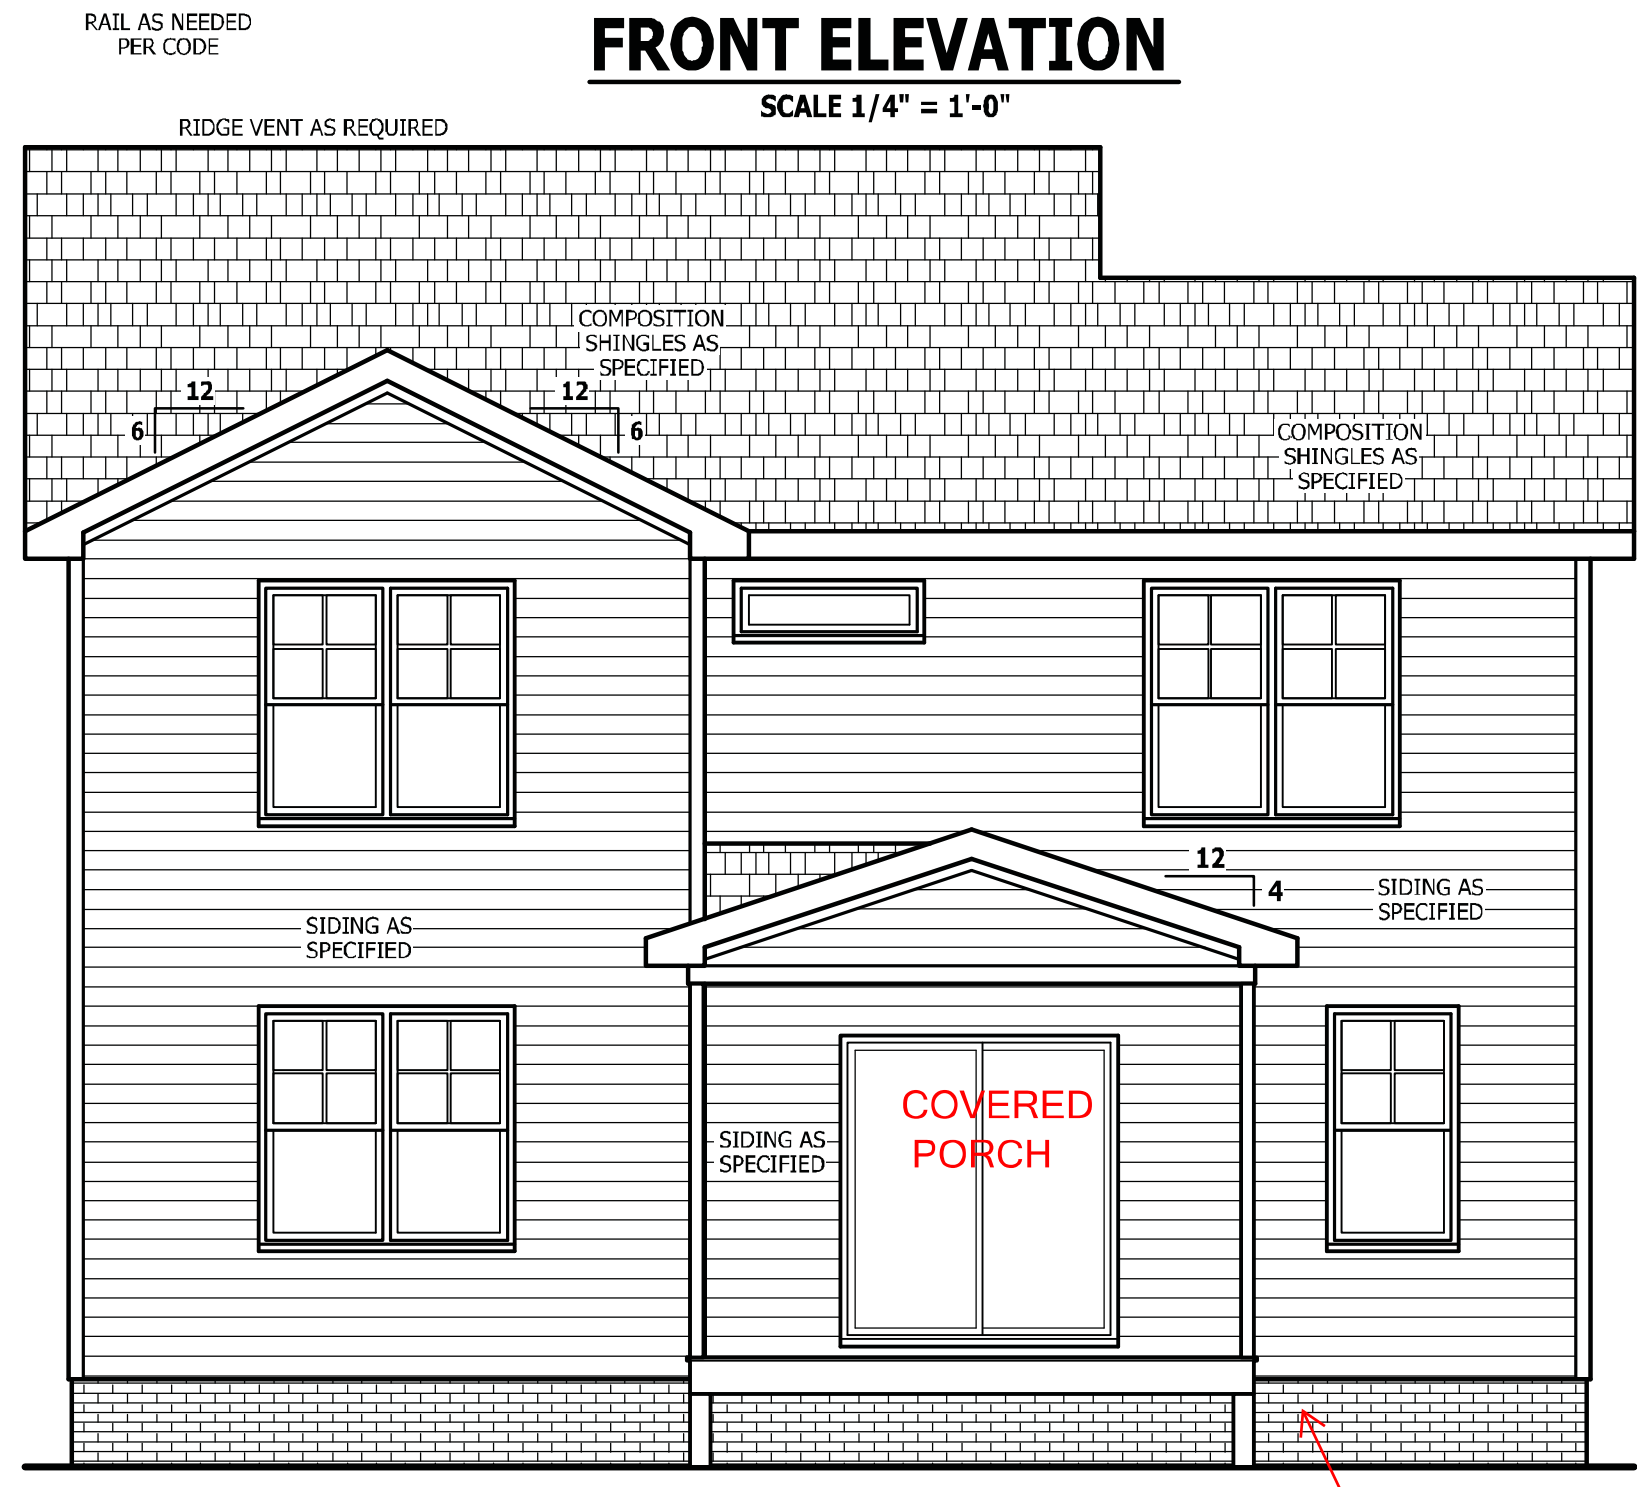 RAIL AS NEEDED
PER CODE
FRONT ELEVATION
SCALE 1/4" = 1'-0"
RIDGE VENT AS REQUIRED
COMPOSITION
SHINGLES AS
SPECIFIED
12
6
12
6
COMPOSITION
SHINGLES AS
SPECIFIED
12
4
SIDING AS
SPECIFIED
SIDING AS
SPECIFIED
COVERED
PORCH
SIDING AS
SPECIFIED